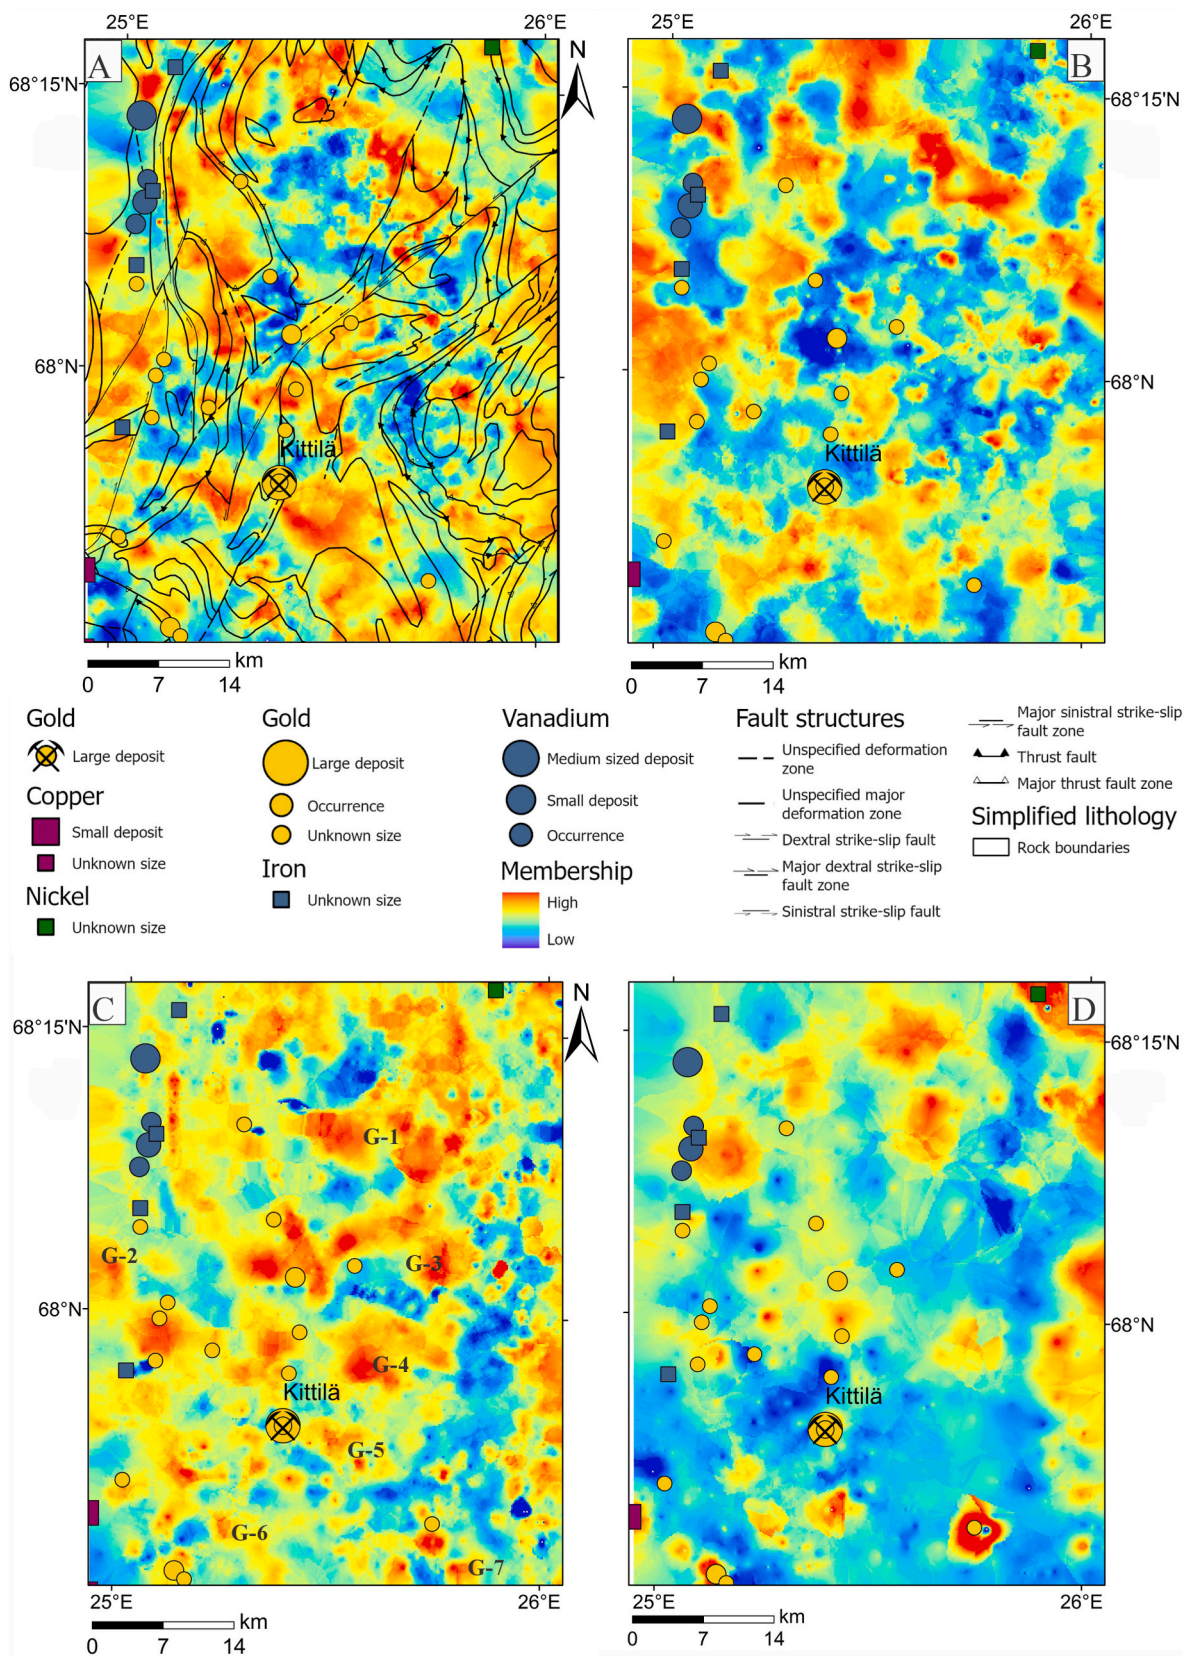 25°E
26°E
25°E
26°E
N
A
B
68°15'N
68°15'N
68°N
68°N
Kittilä
Kittilä
km
0 7 14
km
0 7 14
Gold
Large deposit
Copper
Small deposit
Unknown size
Nickel
Unknown size
Gold
Large deposit
Occurrence
Unknown size
Iron
Unknown size
Vanadium
Medium sized deposit
Small deposit
Occurrence
Membership
High
Low
Fault structures
Unspecified deformation
zone
Unspecified major
deformation zone
Dextral strike-slip fault
Major dextral strike-slip
fault zone
Sinistral strike-slip fault
Major sinistral strike-slip
fault zone
Thrust fault
Major thrust fault zone
Simplified lithology
Rock boundaries
C
N
D
68°15'N
68°15'N
G-1
G-2
G-3
68°N
68°N
G-4
Kittilä
Kittilä
G-5
G-6
G-7
25°E
26°E
25°E
26°E
km
0 7 14
km
0 7 14